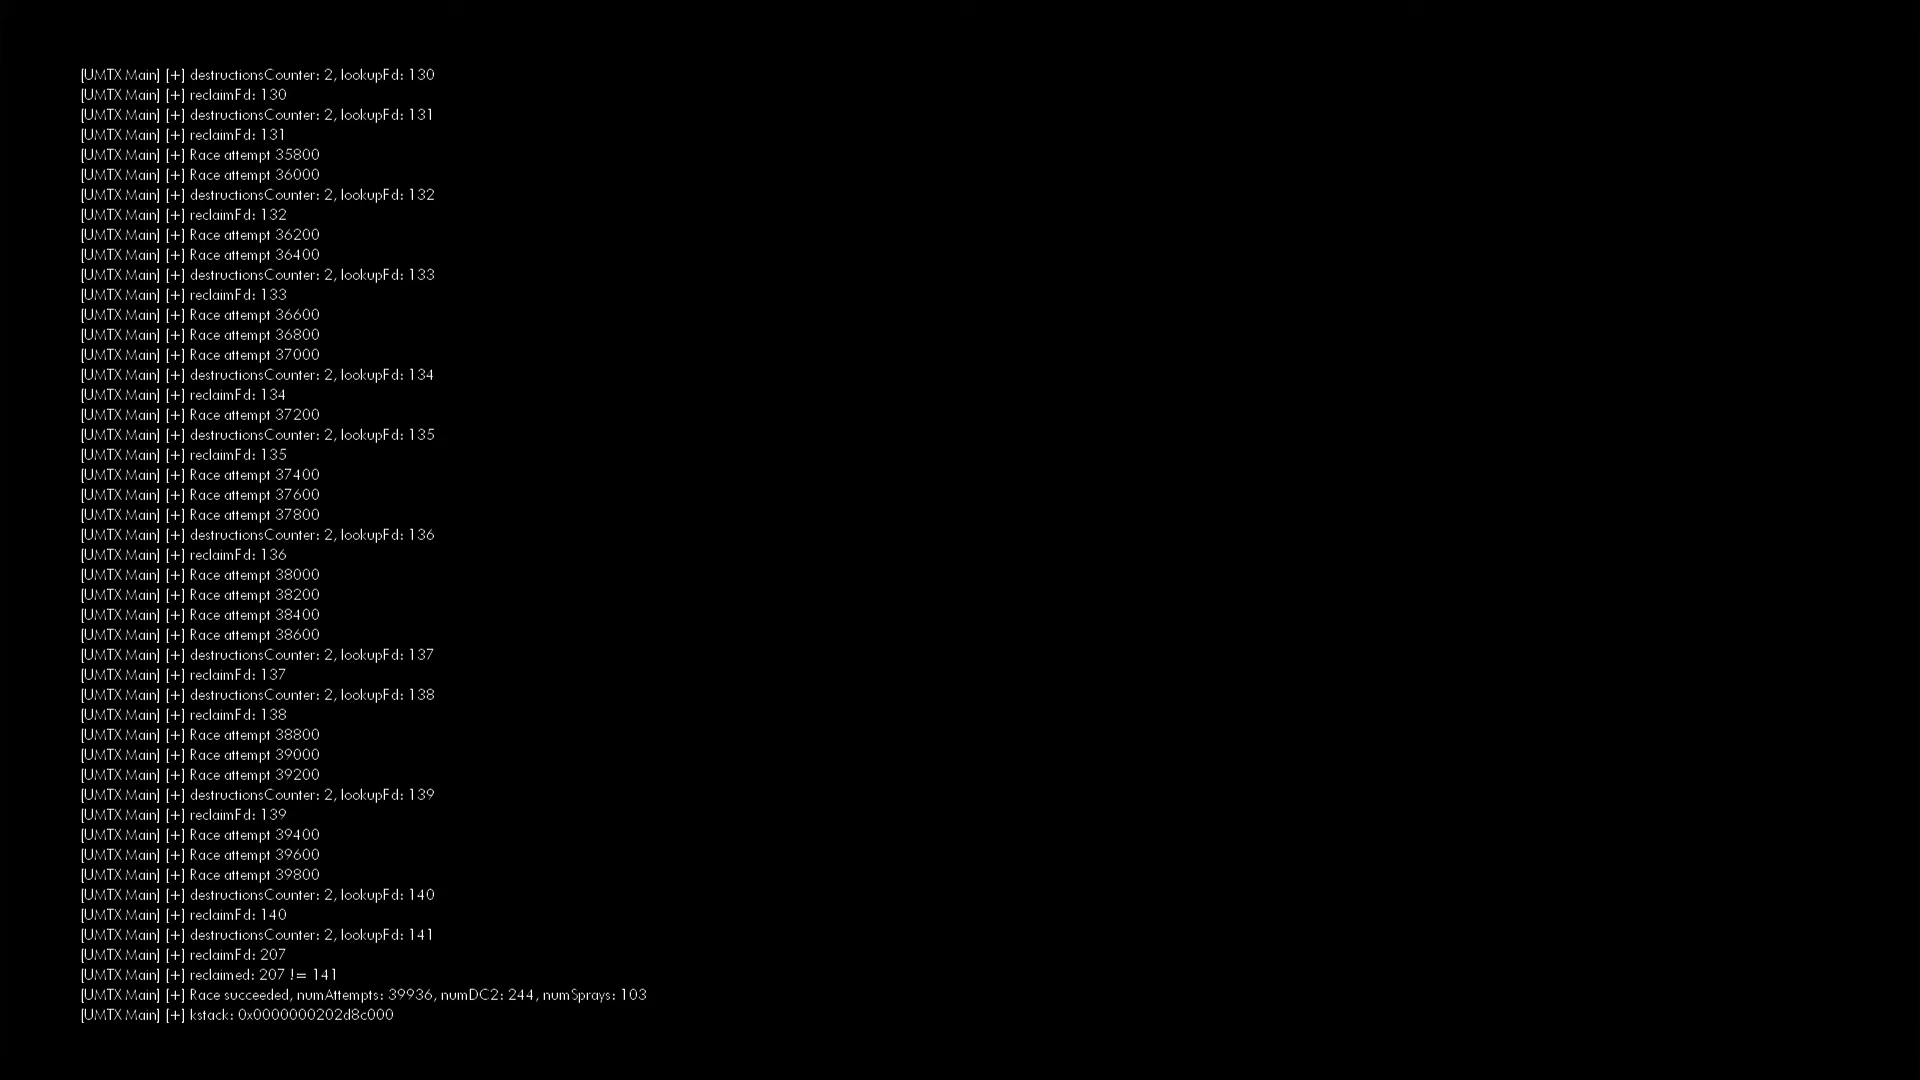 [UMTX Main] [+] destructionsCounter: 2, lookupFd: 130
[UMTX Main] [+] reclaimFd: 130
[UMTX Main] [+] destructionsCounter: 2, lookupFd: 131
[UMTX Main] [+] reclaimFd: 131
[UMTX Main] [+] Race attempt 35800
[UMTX Main] [+] Race attempt 36000
[UMTX Main] [+] destructionsCounter: 2, lookupFd: 132
[UMTX Main] [+] reclaimFd: 132
[UMTX Main] [+] Race attempt 36200
[UMTX Main] [+] Race attempt 36400
[UMTX Main] [+] destructionsCounter: 2, lookupFd: 133
[UMTX Main] [+] reclaimFd: 133
[UMTX Main] [+] Race attempt 36600
[UMTX Main] [+] Race attempt 36800
[UMTX Main] [+] Race attempt 37000
[UMTX Main] [+] destructionsCounter: 2, lookupFd: 134
[UMTX Main] [+] reclaimFd: 134
[UMTX Main] [+] Race attempt 37200
[UMTX Main] [+] destructionsCounter: 2, lookupFd: 135
[UMTX Main] [+] reclaimFd: 135
[UMTX Main] [+] Race attempt 37400
[UMTX Main] [+] Race attempt 37600
[UMTX Main] [+] Race attempt 37800
[UMTX Main] [+] destructionsCounter: 2, lookupFd: 136
[UMTX Main] [+] reclaimFd: 136
[UMTX Main] [+] Race attempt 38000
[UMTX Main] [+] Race attempt 38200
[UMTX Main] [+] Race attempt 38400
[UMTX Main] [+] Race attempt 38600
[UMTX Main] [+] destructionsCounter: 2, lookupFd: 137
[UMTX Main] [+] reclaimFd: 137
[UMTX Main] [+] destructionsCounter: 2, lookupFd: 138
[UMTX Main] [+] reclaimFd: 138
[UMTX Main] [+] Race attempt 38800
[UMTX Main] [+] Race attempt 39000
[UMTX Main] [+] Race attempt 39200
[UMTX Main] [+] destructionsCounter: 2, lookupFd: 139
[UMTX Main] [+] reclaimFd: 139
[UMTX Main] [+] Race attempt 39400
[UMTX Main] [+] Race attempt 39600
[UMTX Main] [+] Race attempt 39800
[UMTX Main] [+] destructionsCounter: 2, lookupFd: 140
[UMTX Main] [+] reclaimFd: 140
[UMTX Main] [+] destructionsCounter: 2, lookupFd: 141
[UMTX Main] [+] reclaimFd: 207
[UMTX Main] [+] reclaimed: 207 != 141
[UMTX Main] [+] Race succeeded, numAttempts: 39936, numDC2: 244, numSprays: 103
[UMTX Main] [+] kstack: 0x0000000202d8c000